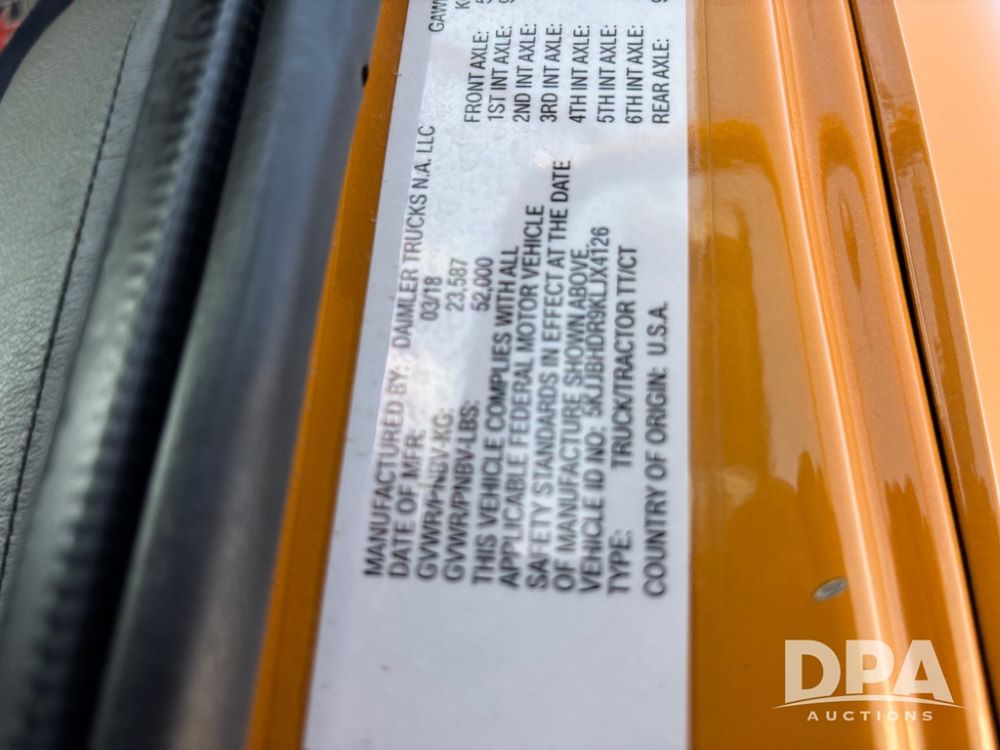 MANUFACTURED BY: DAIMLER TRUCKS N.A. LLC
DATE OF MFR: 03/18
GVWR/PNBV-KG: 23,587
GVWR/PNBV-LBS: 52,000
THIS VEHICLE COMPLIES WITH ALL
APPLICABLE FEDERAL MOTOR VEHICLE
SAFETY STANDARDS IN EFFECT AT THE DATE
OF MANUFACTURE SHOWN ABOVE.
VEHICLE ID NO: 5KJJBHDR9KLJX4126
TYPE: TRUCK/TRACTOR TT/CT
COUNTRY OF ORIGIN: U.S.A.
FRONT AXLE:
1ST INT AXLE:
2ND INT AXLE:
3RD INT AXLE:
4TH INT AXLE:
5TH INT AXLE:
6TH INT AXLE:
REAR AXLE:
DPA
AUCTIONS